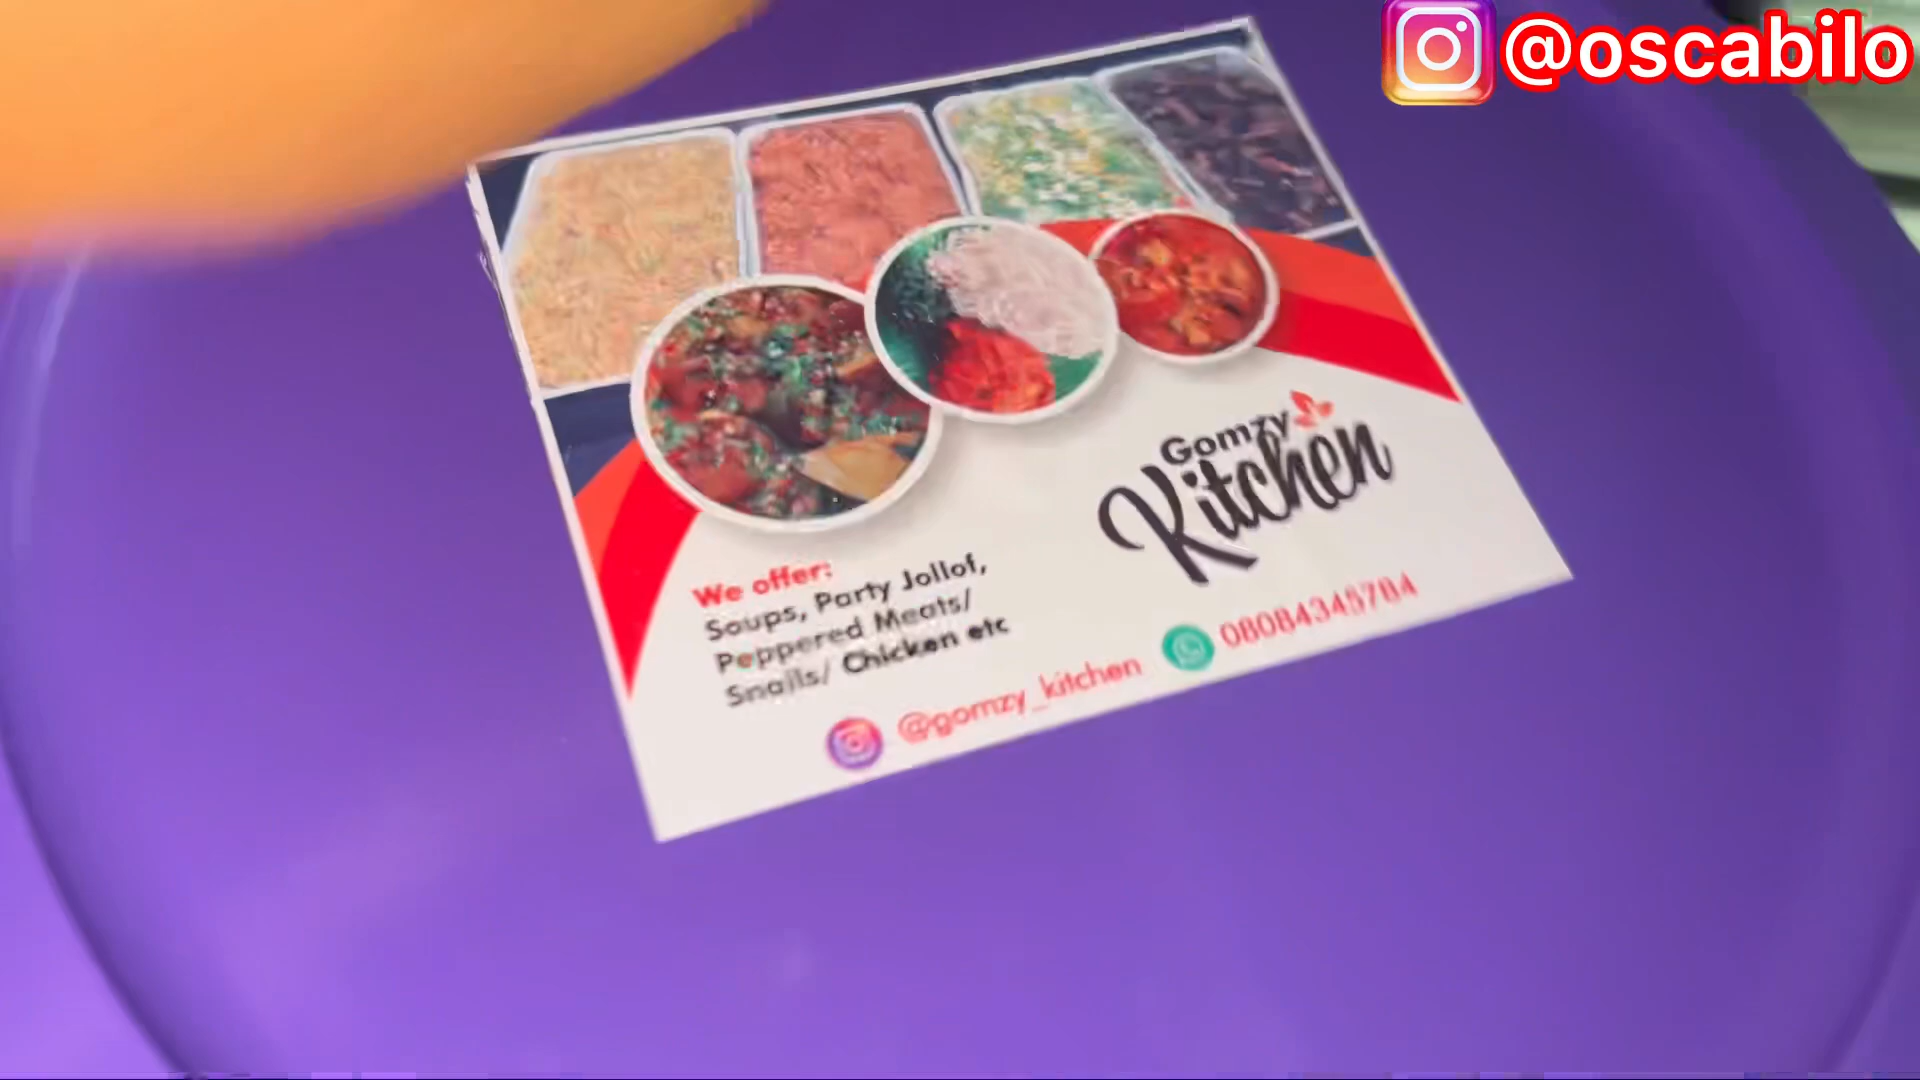 @oscabilo
Gomzy
Kitchen
We offer:
Soups, Party Jollof,
Peppered Meats/
Snails/ Chicken etc
08084345784
@gomzy_kitchen